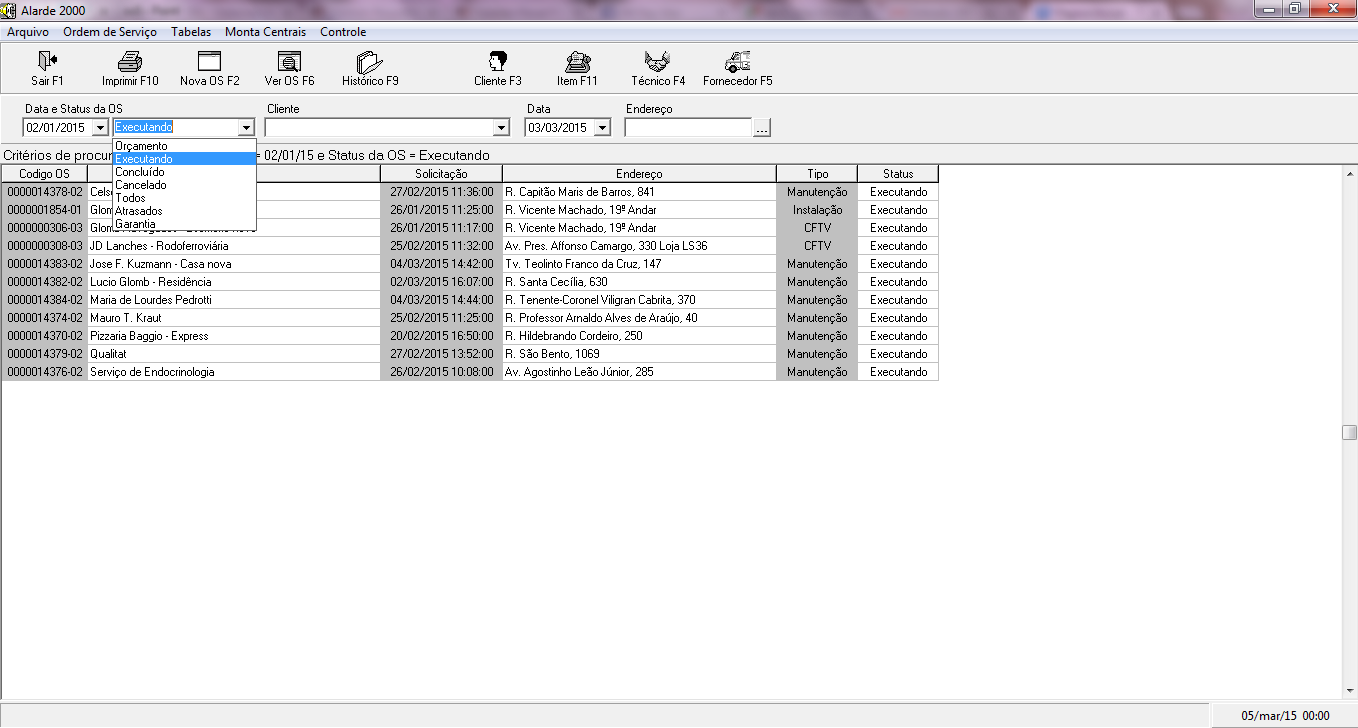 Alarde 2000
Arquivo Ordem de Serviço Tabelas Monta Centrais Controle
Sair F1 Imprimir F10 Nova OS F2 Ver OS F6 Histórico F9 Cliente F3 Item F11 Técnico F4 Fornecedor F5
Data e Status da OS Cliente Data Endereço
02/01/2015 Executando 03/03/2015 ...
Orçamento
Executando
Concluído
Cancelado
Todos
Atrasados
Garantia
Critérios de procur = 02/01/15 e Status da OS = Executando
Codigo OS Solicitação Endereço Tipo Status
0000014378-02 Cels 27/02/2015 11:36:00 R. Capitão Maris de Barros, 841 Manutenção Executando
0000001854-01 Glom 26/01/2015 11:25:00 R. Vicente Machado, 19º Andar Instalação Executando
0000000306-03 26/01/2015 11:17:00 R. Vicente Machado, 19º Andar CFTV Executando
0000000308-03 JD Lanches - Rodoferroviária 25/02/2015 11:32:00 Av. Pres. Affonso Camargo, 330 Loja LS36 CFTV Executando
0000014383-02 Jose F. Kuzmann - Casa nova 04/03/2015 14:42:00 Tv. Teolinto Franco da Cruz, 147 Manutenção Executando
0000014382-02 Lucio Glomb - Residência 02/03/2015 16:07:00 R. Santa Cecília, 630 Manutenção Executando
0000014384-02 Maria de Lourdes Pedrotti 04/03/2015 14:44:00 R. Tenente-Coronel Viligran Cabrita, 370 Manutenção Executando
0000014374-02 Mauro T. Kraut 25/02/2015 11:25:00 R. Professor Arnaldo Alves de Araújo, 40 Manutenção Executando
0000014370-02 Pizzaria Baggio - Express 20/02/2015 16:50:00 R. Hildebrando Cordeiro, 250 Manutenção Executando
0000014379-02 Qualitat 27/02/2015 13:52:00 R. São Bento, 1069 Manutenção Executando
0000014376-02 Serviço de Endocrinologia 26/02/2015 10:08:00 Av. Agostinho Leão Júnior, 285 Manutenção Executando
05/mar/15 00:00